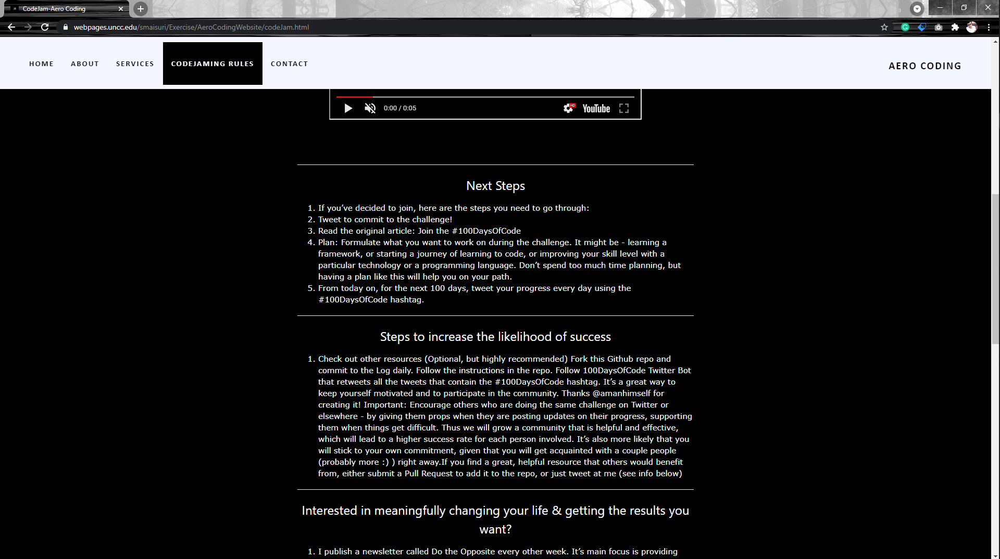 CodeJam-Aero Coding
webpages.uncc.edu/smaisuri/Exercise/AeroCodingWebsite/codeJam.html
HOME ABOUT SERVICES CODEJAMING RULES CONTACT AERO CODING
0:00 / 0:05 HD YouTube
Next Steps
1. If you’ve decided to join, here are the steps you need to go through:
2. Tweet to commit to the challenge!
3. Read the original article: Join the #100DaysOfCode
4. Plan: Formulate what you want to work on during the challenge. It might be - learning a
framework, or starting a journey of learning to code, or improving your skill level with a
particular technology or a programming language. Don’t spend too much time planning, but
having a plan like this will help you on your path.
5. From today on, for the next 100 days, tweet your progress every day using the
#100DaysOfCode hashtag.
Steps to increase the likelihood of success
1. Check out other resources (Optional, but highly recommended) Fork this Github repo and
commit to the Log daily. Follow the instructions in the repo. Follow 100DaysOfCode Twitter Bot
that retweets all the tweets that contain the #100DaysOfCode hashtag. It’s a great way to
keep yourself motivated and to participate in the community. Thanks @amanhimself for
creating it! Important: Encourage others who are doing the same challenge on Twitter or
elsewhere - by giving them props when they are posting updates on their progress, supporting
them when things get difficult. Thus we will grow a community that is helpful and effective,
which will lead to a higher success rate for each person involved. It’s also more likely that you
will stick to your own commitment, given that you will get acquainted with a couple people
(probably more :) ) right away.If you find a great, helpful resource that others would benefit
from, either submit a Pull Request to add it to the repo, or just tweet at me (see info below)
Interested in meaningfully changing your life & getting the results you
want?
1. I publish a newsletter called Do the Opposite every other week. It’s main focus is providing